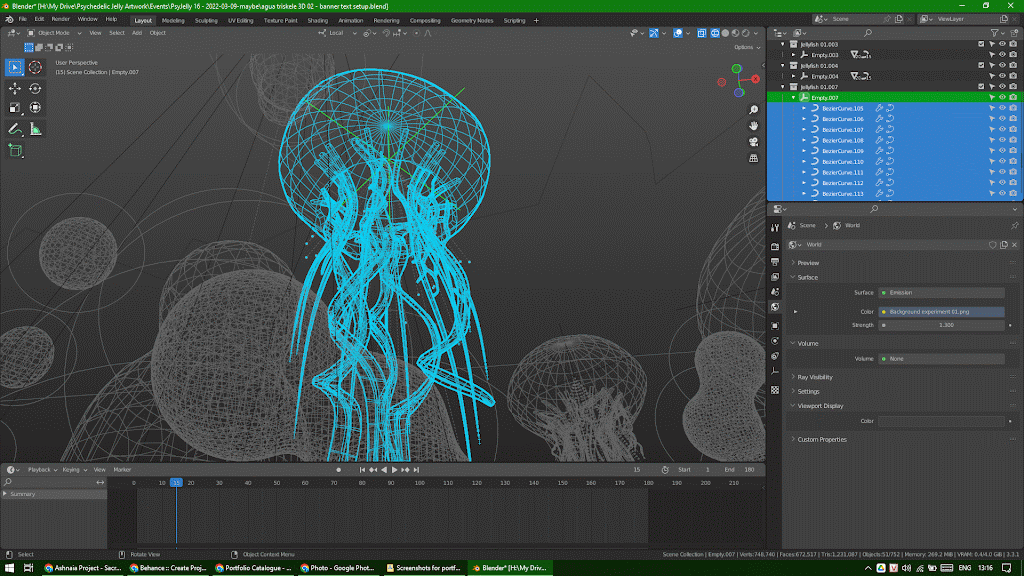 Blender* [H:\My Drive\Psychedelic Jelly Artwork\Events\PsyJelly 16 - 2022-03-09-maybe\agua triskele 3D 02 - banner text setup.blend]
File Edit Render Window Help Layout Modeling Sculpting UV Editing Texture Paint Shading Animation Rendering Compositing Geometry Nodes Scripting + Scene ViewLayer
Object Mode View Select Add Object Local
Options
User Perspective
(15) Scene Collection | Empty.007
Jellyfish 01.003
Empty.003
Jellyfish 01.004
Empty.004
Jellyfish 01.007
Empty.007
BezierCurve.105
BezierCurve.106
BezierCurve.107
BezierCurve.108
BezierCurve.109
BezierCurve.110
BezierCurve.111
BezierCurve.112
BezierCurve.113
Scene World
World
Preview
Surface
Surface Emission
Color Background experiment 01.png
Strength 1.300
Volume
Volume None
Ray Visibility
Settings
Viewport Display
Color
Custom Properties
Playback Keying View Marker 15 Start 1 End 180
0 10 15 20 30 40 50 60 70 80 90 100 110 120 130 140 150 160 170 180 190 200 210
Summary
Select Rotate View Object Context Menu
Scene Collection | Empty.007 | Verts:748,740 | Faces:672,517 | Tris:1,231,087 | Objects:51/752 | Memory: 269.2 MiB | VRAM: 0.4/4.0 GiB | 3.3.1
Ashnaia Project - Secr... Behance :: Create Proj... Portfolio Catalogue - ... Photo - Google Phot... Screenshots for portf... Blender* [H:\My Driv... ENG 13:16